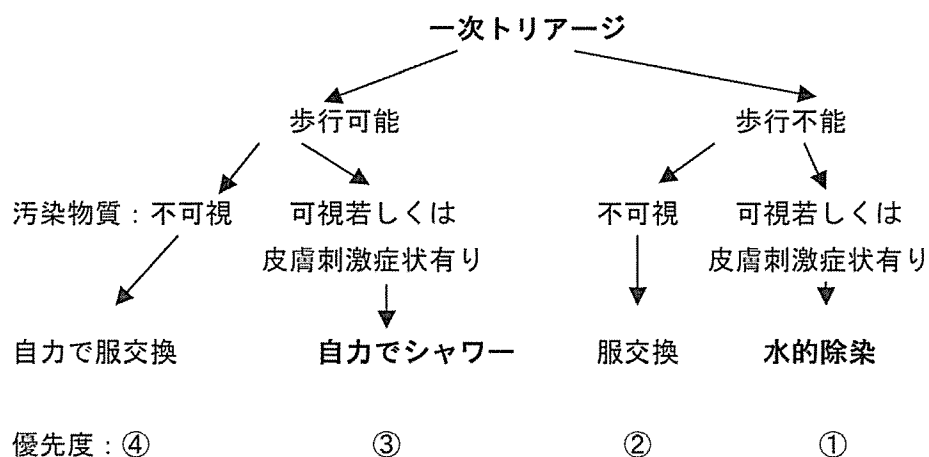 一次トリアージ
歩行可能 歩行不能
汚染物質：不可視 可視若しくは 不可視 可視若しくは
皮膚刺激症状有り 皮膚刺激症状有り
自力で服交換 自力でシャワー 服交換 水的除染
優先度：④ ③ ② ①